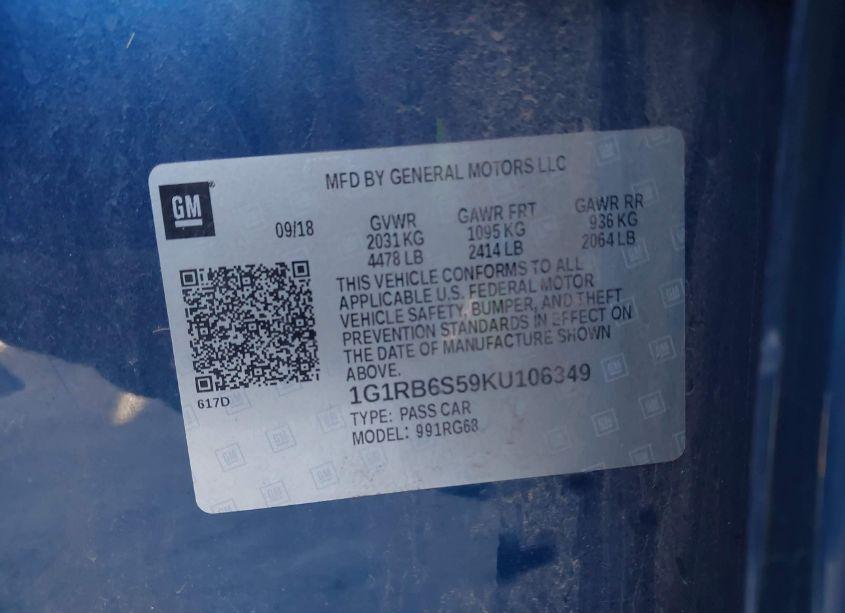 MFD BY GENERAL MOTORS LLC
GM
09/18
GVWR GAWR FRT GAWR RR
2031 KG 1095 KG 936 KG
4478 LB 2414 LB 2064 LB
THIS VEHICLE CONFORMS TO ALL
APPLICABLE U.S. FEDERAL MOTOR
VEHICLE SAFETY, BUMPER, AND THEFT
PREVENTION STANDARDS IN EFFECT ON
THE DATE OF MANUFACTURE SHOWN
ABOVE.
617D
1G1RB6S59KU106349
TYPE: PASS CAR
MODEL: 991RG68